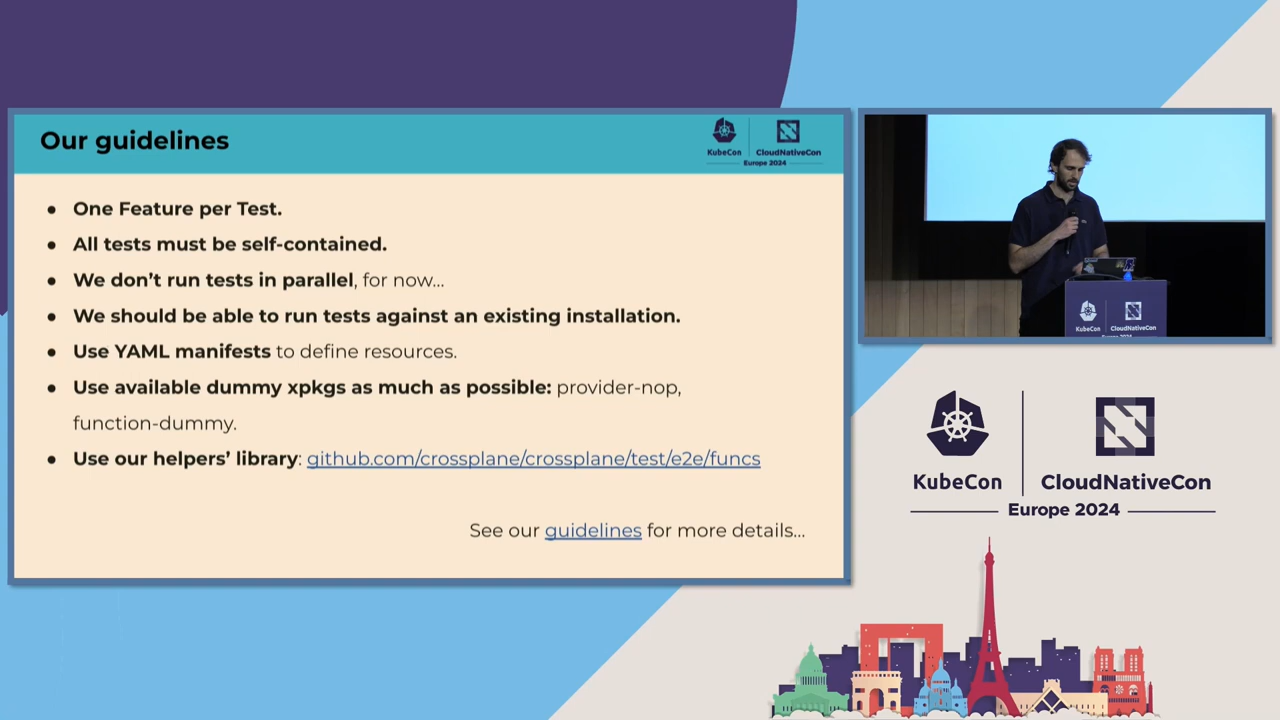 Our guidelines
KubeCon
CloudNativeCon
Europe 2024
● One Feature per Test.
● All tests must be self-contained.
● We don’t run tests in parallel, for now...
● We should be able to run tests against an existing installation.
● Use YAML manifests to define resources.
● Use available dummy xpkgs as much as possible: provider-nop,
function-dummy.
● Use our helpers’ library: github.com/crossplane/crossplane/test/e2e/funcs
See our guidelines for more details...
KubeCon
CloudNativeCon
KubeCon
CloudNativeCon
Europe 2024